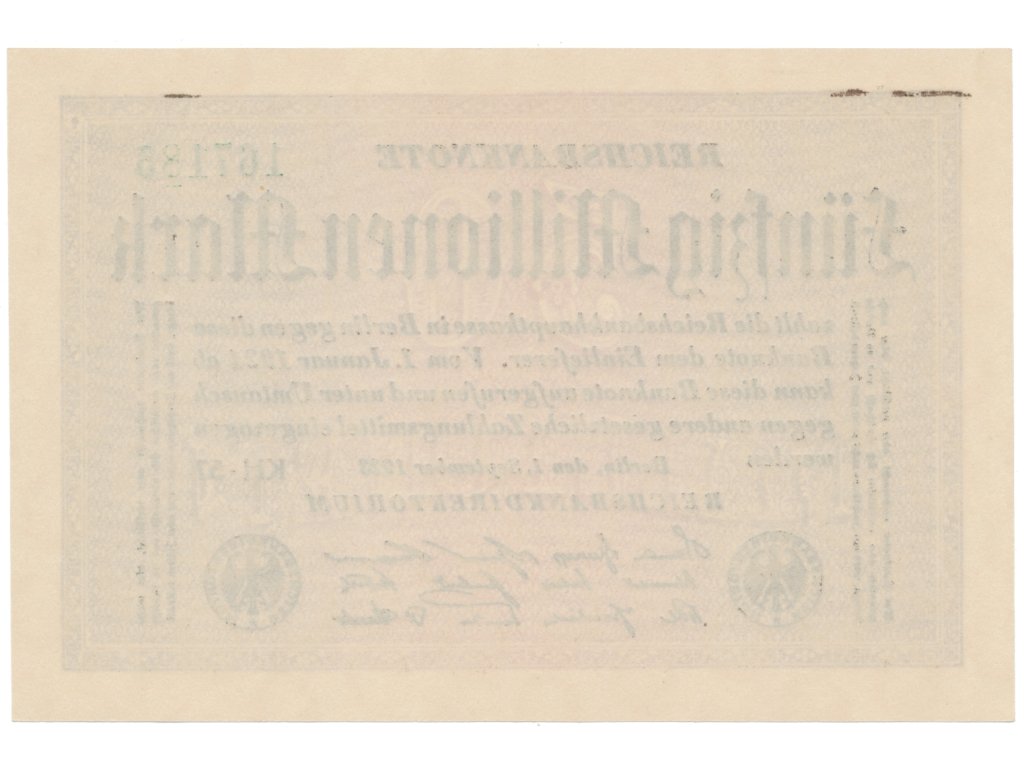 REICHSBANKNOTE
Fünfzig Millionen Mark
zahlt die Reichsbankhauptkasse in Berlin gegen diese
Banknote dem Einlieferer. Vom 1. Januar 1924 ab
kann diese Banknote aufgerufen und unter Umtausch
gegen andere gesetzliche Zahlungsmittel eingezogen
werden
Berlin, den 1. September 1923
REICHSBANKDIREKTORIUM